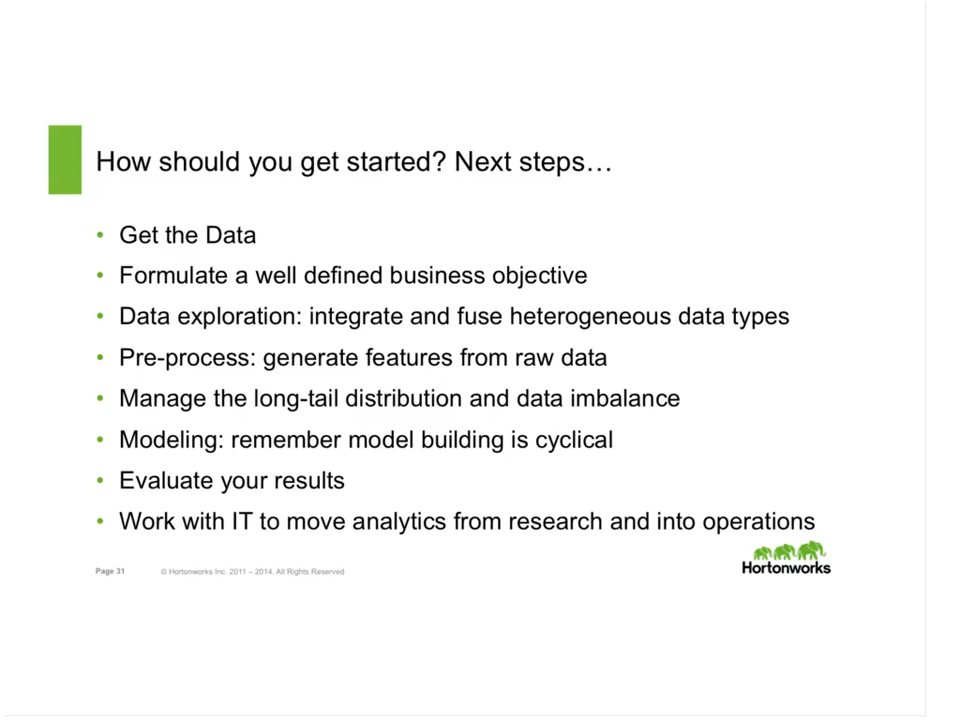 How should you get started? Next steps…
• Get the Data
• Formulate a well defined business objective
• Data exploration: integrate and fuse heterogeneous data types
• Pre-process: generate features from raw data
• Manage the long-tail distribution and data imbalance
• Modeling: remember model building is cyclical
• Evaluate your results
• Work with IT to move analytics from research and into operations
Page 31 © Hortonworks Inc. 2011 – 2014. All Rights Reserved
Hortonworks